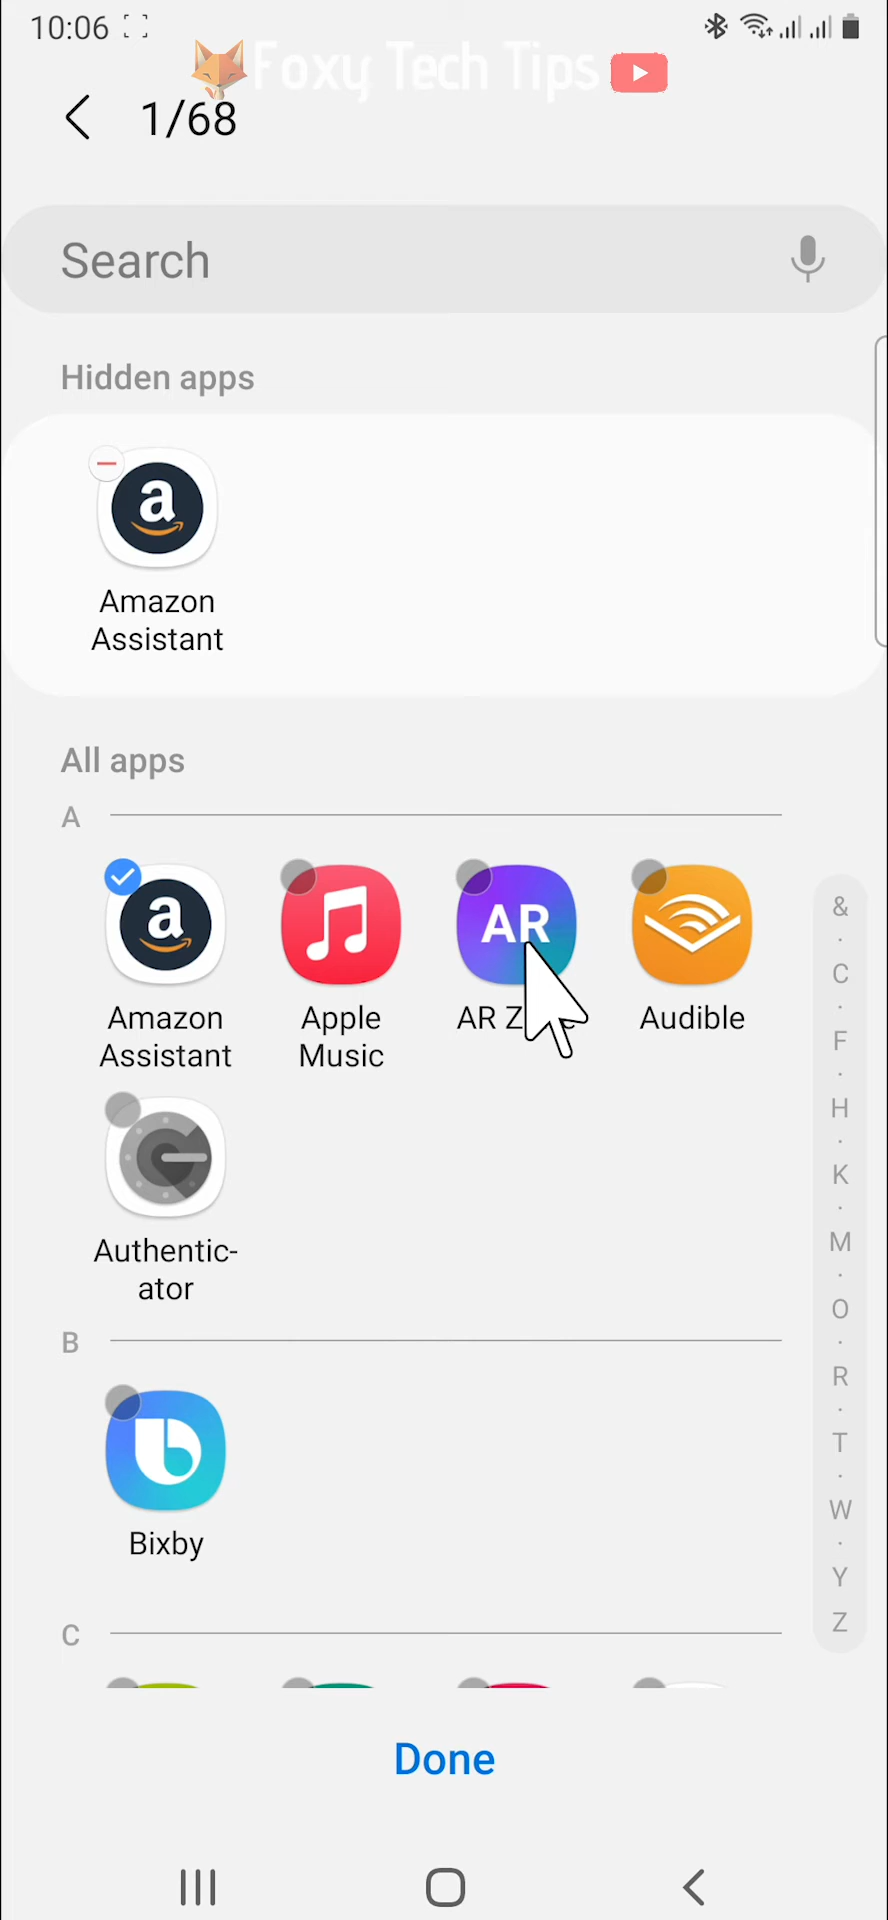 10:06
Foxy Tech Tips
1/68
Search
Hidden apps
Amazon
Assistant
All apps
A
AR
Amazon
Assistant
Apple
Music
AR
Audible
Authentic-
ator
B
Bixby
C
&
C
F
H
K
M
O
R
T
W
Y
Z
Done